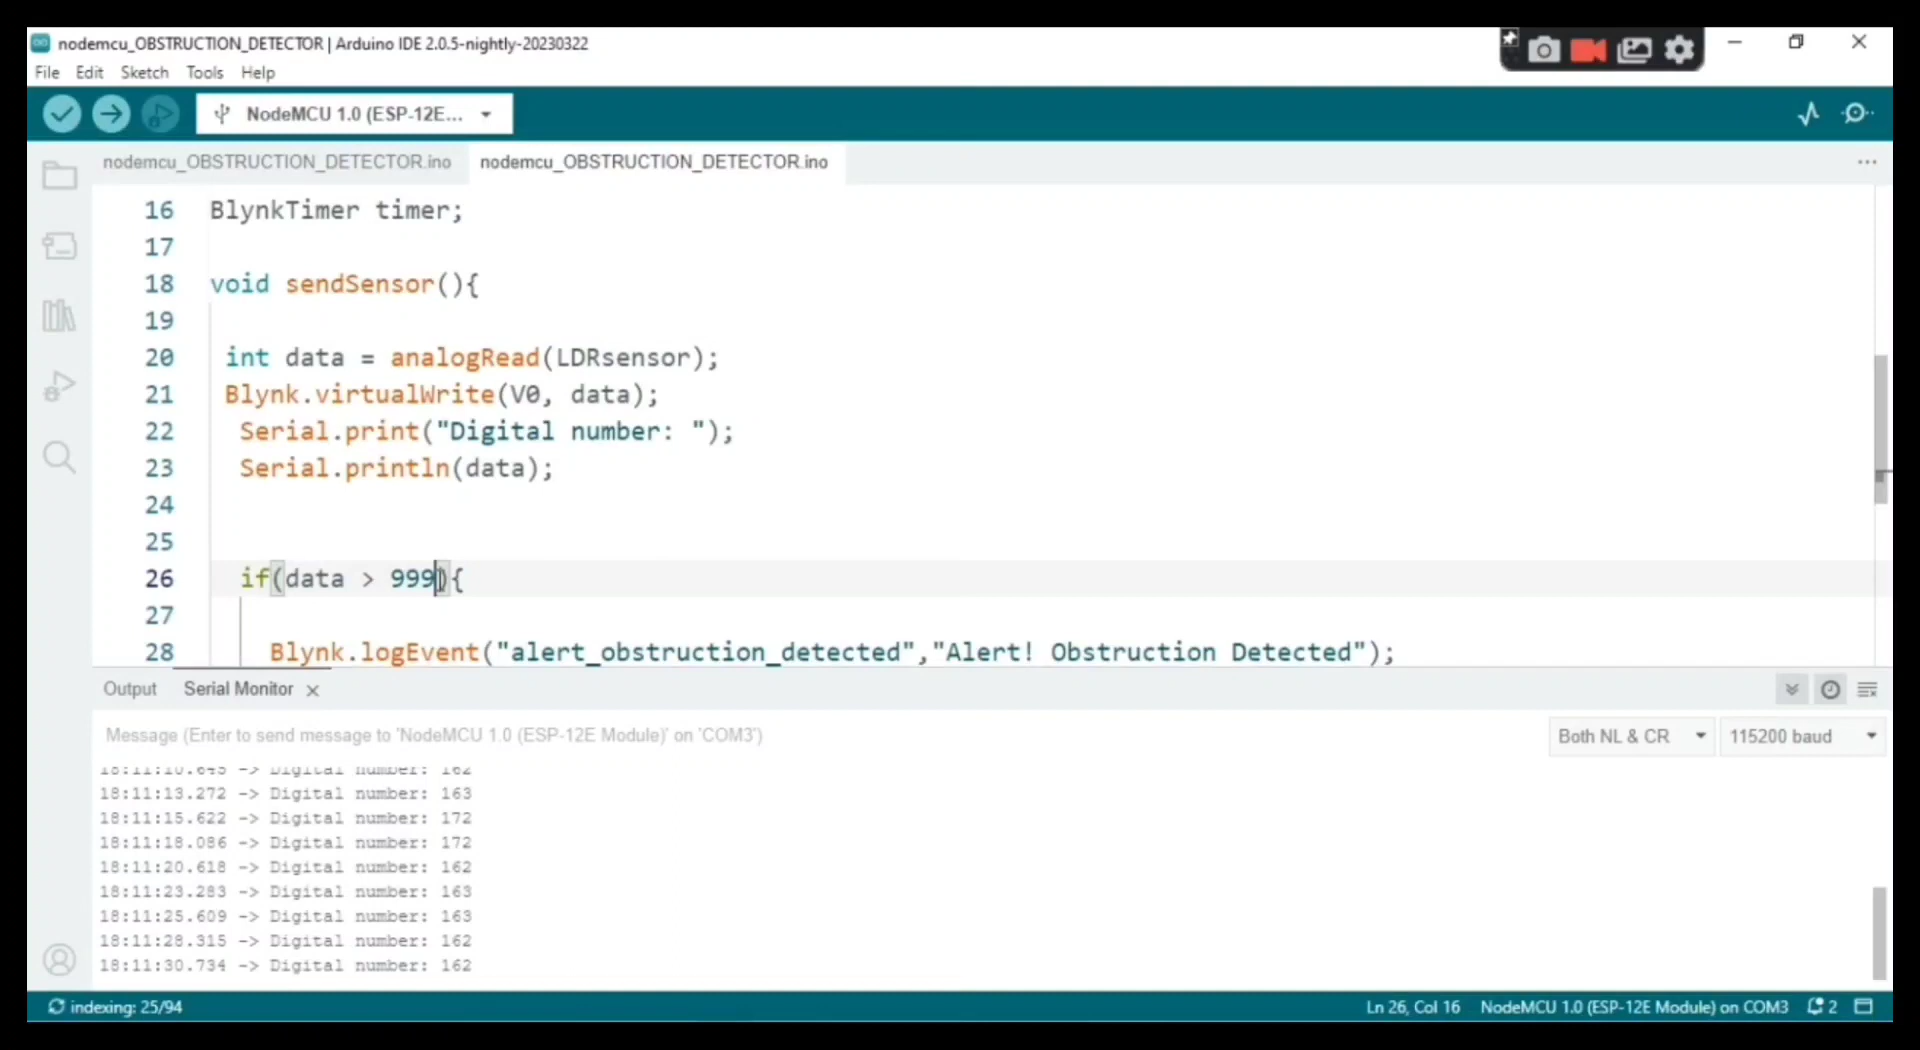 nodemcu_OBSTRUCTION_DETECTOR | Arduino IDE 2.0.5-nightly-20230322
File Edit Sketch Tools Help
NodeMCU 1.0 (ESP-12E...
nodemcu_OBSTRUCTION_DETECTOR.ino nodemcu_OBSTRUCTION_DETECTOR.ino ...
16 BlynkTimer timer;
17
18 void sendSensor(){
19
20 int data = analogRead(LDRsensor);
21 Blynk.virtualWrite(V0, data);
22 Serial.print("Digital number: ");
23 Serial.println(data);
24
25
26 if(data > 999){
27
28 Blynk.logEvent("alert_obstruction_detected","Alert! Obstruction Detected");
Output Serial Monitor
Message (Enter to send message to 'NodeMCU 1.0 (ESP-12E Module)' on 'COM3') Both NL & CR 115200 baud
18:11:10.645 -> Digital number: 162
18:11:13.272 -> Digital number: 163
18:11:15.622 -> Digital number: 172
18:11:18.086 -> Digital number: 172
18:11:20.618 -> Digital number: 162
18:11:23.283 -> Digital number: 163
18:11:25.609 -> Digital number: 163
18:11:28.315 -> Digital number: 162
18:11:30.734 -> Digital number: 162
indexing: 25/94 Ln 26, Col 16 NodeMCU 1.0 (ESP-12E Module) on COM3 2